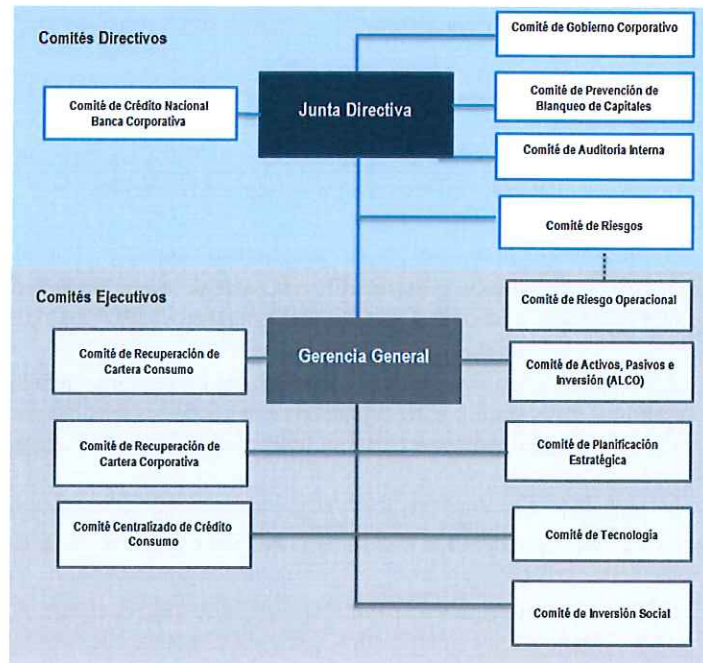 Comités Directivos
Comité de Gobierno Corporativo
Junta Directiva
Comité de Crédito Nacional
Banca Corporativa
Comité de Prevención de
Blanqueo de Capitales
Comité de Auditoria Interna
Comité de Riesgos
Comités Ejecutivos
Comité de Riesgo Operacional
Gerencia General
Comité de Recuperación de
Cartera Consumo
Comité de Activos, Pasivos e
Inversión (ALCO)
Comité de Recuperación de
Cartera Corporativa
Comité de Planificación
Estratégica
Comité Centralizado de Crédito
Consumo
Comité de Tecnología
Comité de Inversión Social